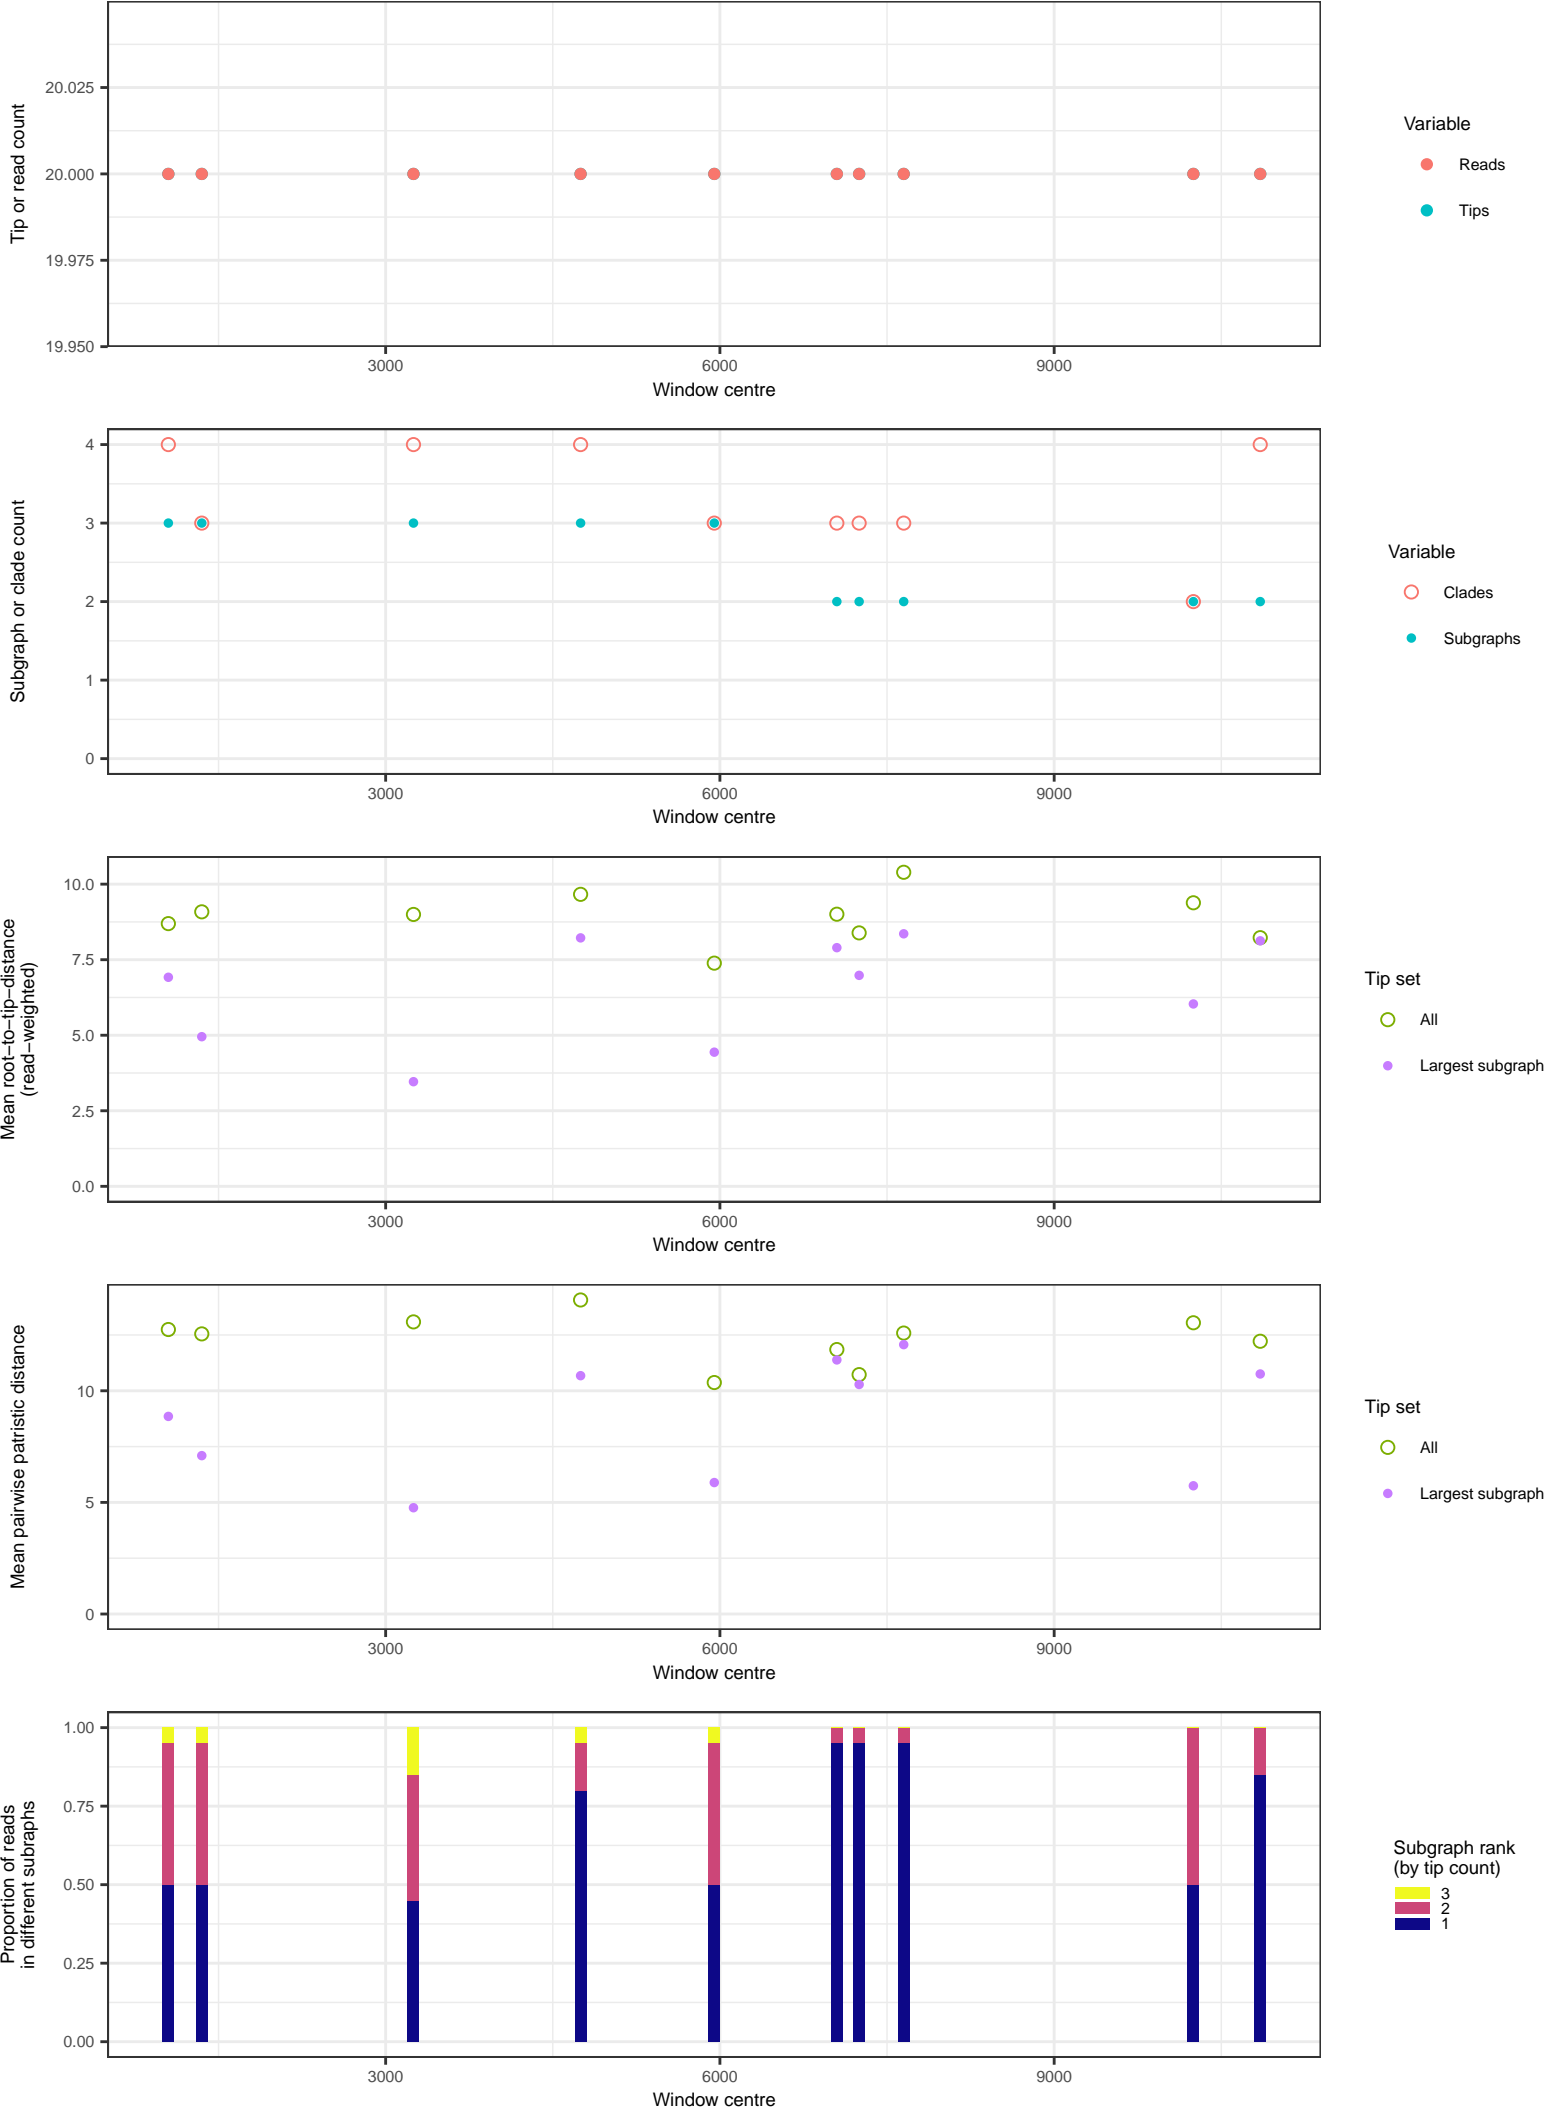 Tip or read count
20.025
20.000
19.975
19.950
3000 6000 9000
Window centre
Variable
Reads
Tips
Subgraph or clade count
4
3
2
1
0
3000 6000 9000
Window centre
Variable
Clades
Subgraphs
Mean root−to−tip−distance
(read−weighted)
10.0
7.5
5.0
2.5
0.0
3000 6000 9000
Window centre
Tip set
All
Largest subgraph
Mean pairwise patristic distance
10
5
0
3000 6000 9000
Window centre
Tip set
All
Largest subgraph
Proportion of reads
in different subraphs
1.00
0.75
0.50
0.25
0.00
3000 6000 9000
Window centre
Subgraph rank
(by tip count)
3
2
1